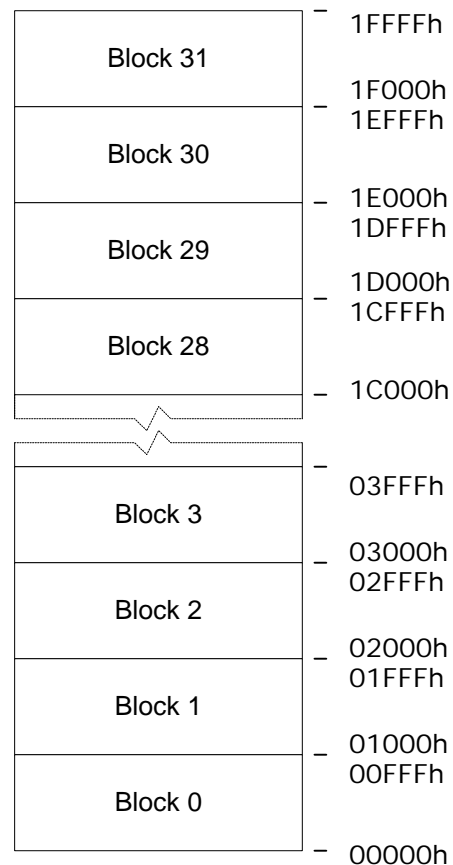 1FFFFh
Block 31
1F000h
1EFFFh
Block 30
1E000h
1DFFFh
Block 29
1D000h
1CFFFh
Block 28
1C000h
03FFFh
Block 3
03000h
02FFFh
Block 2
02000h
01FFFh
Block 1
01000h
00FFFh
Block 0
00000h